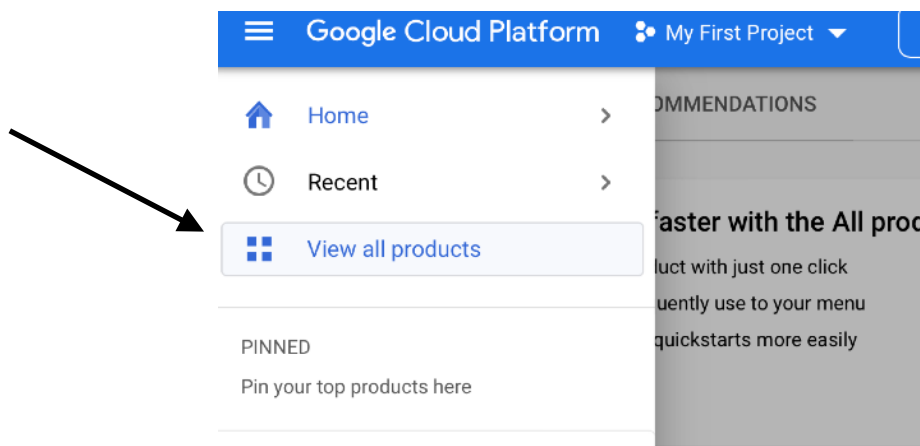 Google Cloud Platform My First Project
OMMENDATIONS
Home
Recent
View all products
faster with the All prod
luct with just one click
uently use to your menu
quickstarts more easily
PINNED
Pin your top products here